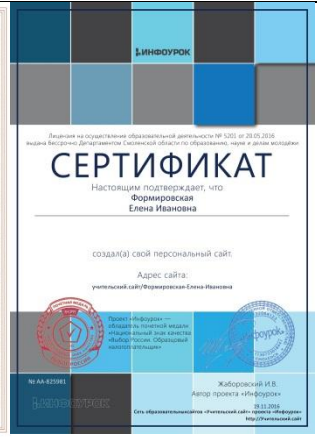 ИНФОУРОК
Лицензия на осуществление образовательной деятельности № 5201 от 20.05.2016
выдана бессрочно Департаментом Смоленской области по образованию, науке и делам молодёжи
СЕРТИФИКАТ
Настоящим подтверждает, что
Формировская
Елена Ивановна
создал(а) свой персональный сайт.
Адрес сайта:
учительский.сайт/Формировская-Елена-Ивановна
Проект «Инфоурок» —
обладатель почетной медали
«Национальный знак качества
«Выбор России. Образцовый
налогоплательщик»
№ АА-825981
Жаборовский И.В.
Автор проекта «Инфоурок»
19.11.2016
Сеть образовательных сайтов «Учительский.сайт» проекта «Инфоурок»
http://Учительский.сайт
ИНФОУРОК